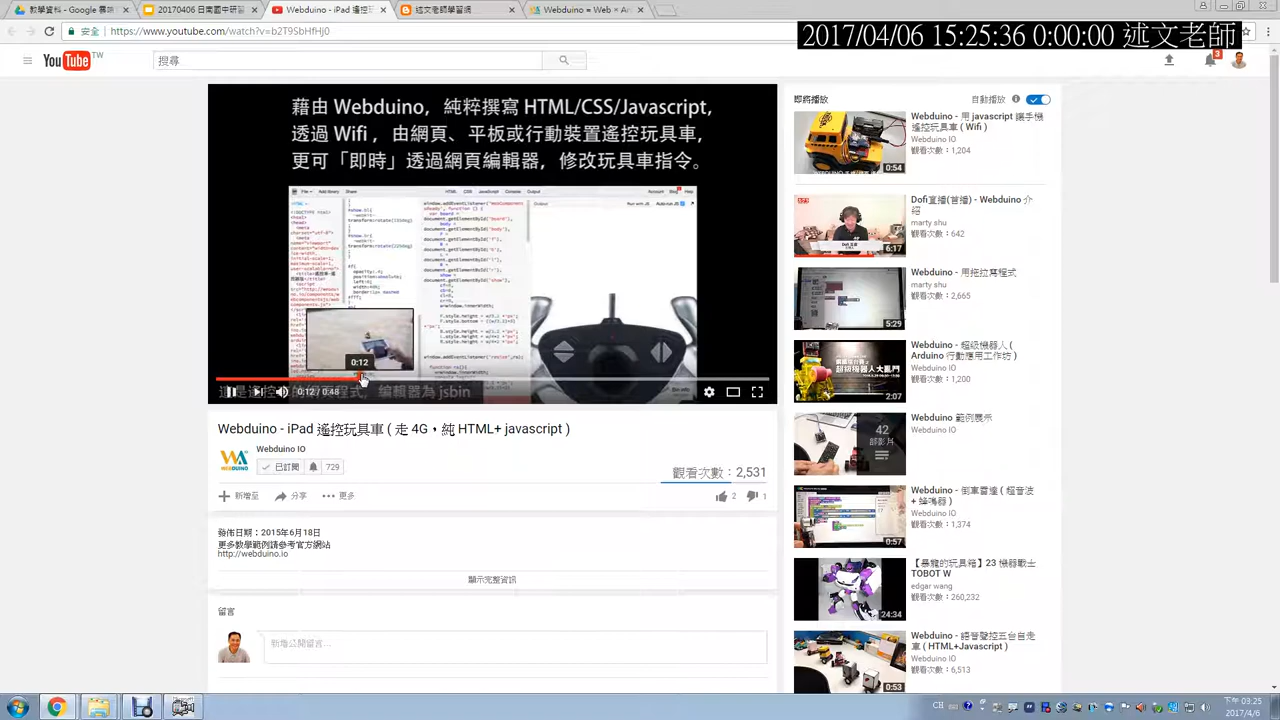 教學資料 - Google 雲
20170406 日日
Webduino - iPad 遙控
述文老師學習網
Webduino = Web × Ar
安全
https://www.youtube.com/watch?v=b2T9SbHfHJ0
2017/04/06 15:25:36 0:00:00 述文老師
YouTube
TW
搜尋
3
藉由 Webduino，純粹撰寫 HTML/CSS/Javascript,
透過 Wifi，由網頁、平板或行動裝置遙控玩具車，
更可「即時」透過網頁編輯器，修改玩具車指令。
0:12
0:12 / 0:48
編輯器為
Webduino - iPad 遙控玩具車 ( 走 4G，純 HTML+ javascript )
Webduino IO
已訂閱
729
觀看次數：2,531
新增至
分享
更多
2
1
發佈日期：2015年6月18日
更多教學範例請參考官方網站
http://webduino.io
顯示完整資訊
留言
新增公開留言...
即將播放
自動播放
Webduino - 用 javascript 讓手機
遙控玩具車 ( Wifi )
Webduino IO
觀看次數：1,204
0:54
Dofi直播(首播) - Webduino 介
紹
marty shu
觀看次數：642
6:17
Webduino - 用拖拉寫程式
marty shu
觀看次數：2,665
5:29
Webduino - 超級機器人 (
Arduino 行動應用工作坊 )
Webduino IO
觀看次數：1,200
超級機器人大亂鬥
2:07
Webduino 範例展示
Webduino IO
42
部影片
Webduino - 倒車雷達 ( 超音波
+ 蜂鳴器 )
Webduino IO
觀看次數：1,374
0:57
【暴龍的玩具箱】23 機器戰士
TOBOT W
edgar wang
觀看次數：260,232
24:34
Webduino - 語音聲控五台自走
車 ( HTML+Javascript )
Webduino IO
觀看次數：6,513
0:53
下午 03:25
2017/4/6